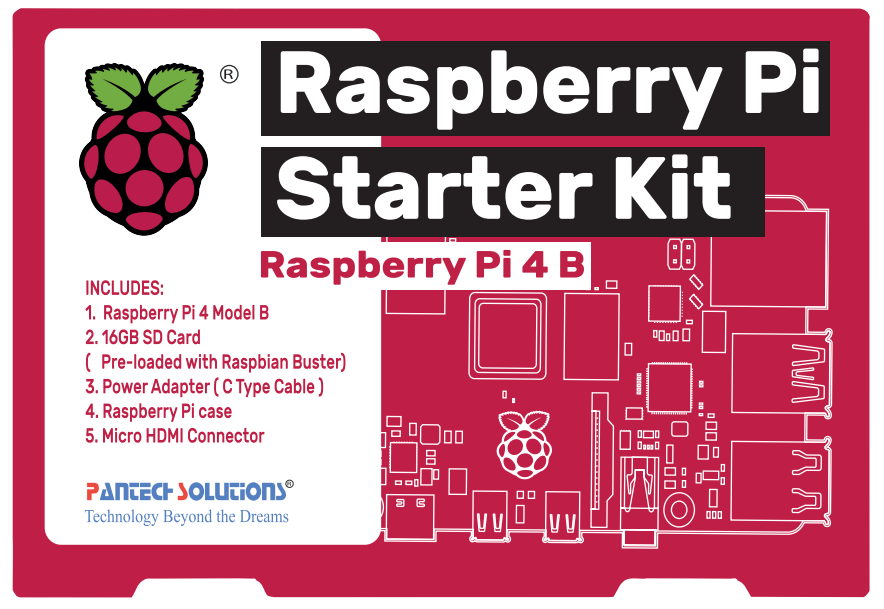 ®
Raspberry Pi
Starter Kit
Raspberry Pi 4 B
INCLUDES:
1. Raspberry Pi 4 Model B
2. 16GB SD Card
( Pre-loaded with Raspbian Buster)
3. Power Adapter ( C Type Cable )
4. Raspberry Pi case
5. Micro HDMI Connector
PANTECH SOLUTIONS®
Technology Beyond the Dreams